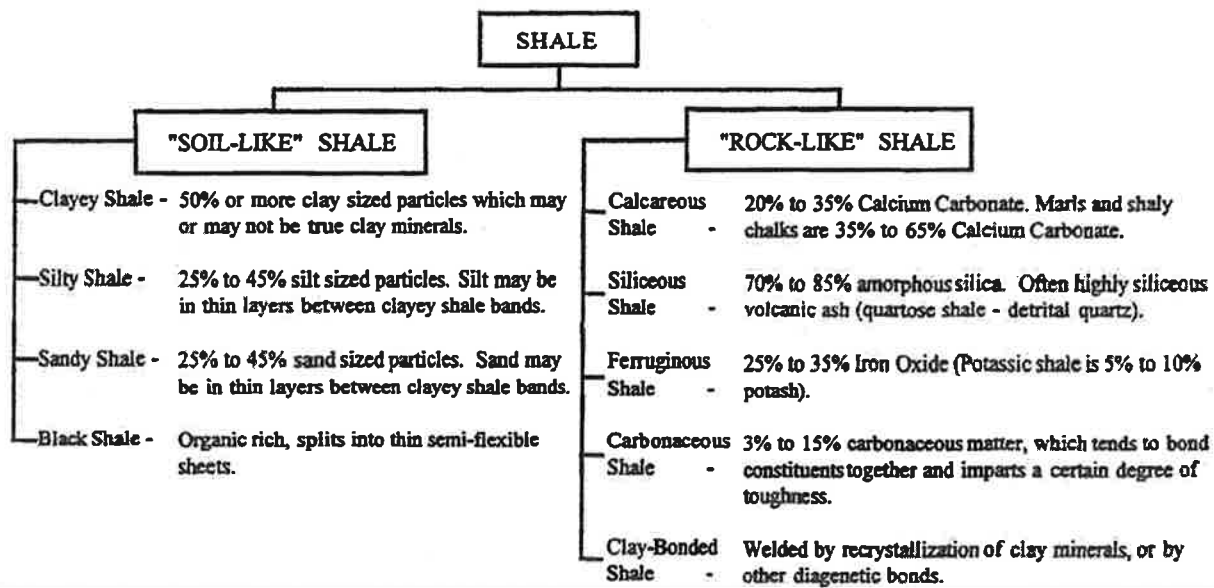 SHALE
"SOIL-LIKE" SHALE
Clayey Shale - 50% or more clay sized particles which may
or may not be true clay minerals.
Silty Shale - 25% to 45% silt sized particles. Silt may be
in thin layers between clayey shale bands.
Sandy Shale - 25% to 45% sand sized particles. Sand may
be in thin layers between clayey shale bands.
Black Shale - Organic rich, splits into thin semi-flexible
sheets.
"ROCK-LIKE" SHALE
Calcareous 20% to 35% Calcium Carbonate. Marls and shaly
Shale - chalks are 35% to 65% Calcium Carbonate.
Siliceous 70% to 85% amorphous silica. Often highly siliceous
Shale - volcanic ash (quartose shale - detrital quartz).
Ferruginous 25% to 35% Iron Oxide (Potassic shale is 5% to 10%
Shale - potash).
Carbonaceous 3% to 15% carbonaceous matter, which tends to bond
Shale - constituents together and imparts a certain degree of
toughness.
Clay-Bonded Welded by recrystallization of clay minerals, or by
Shale - other diagenetic bonds.